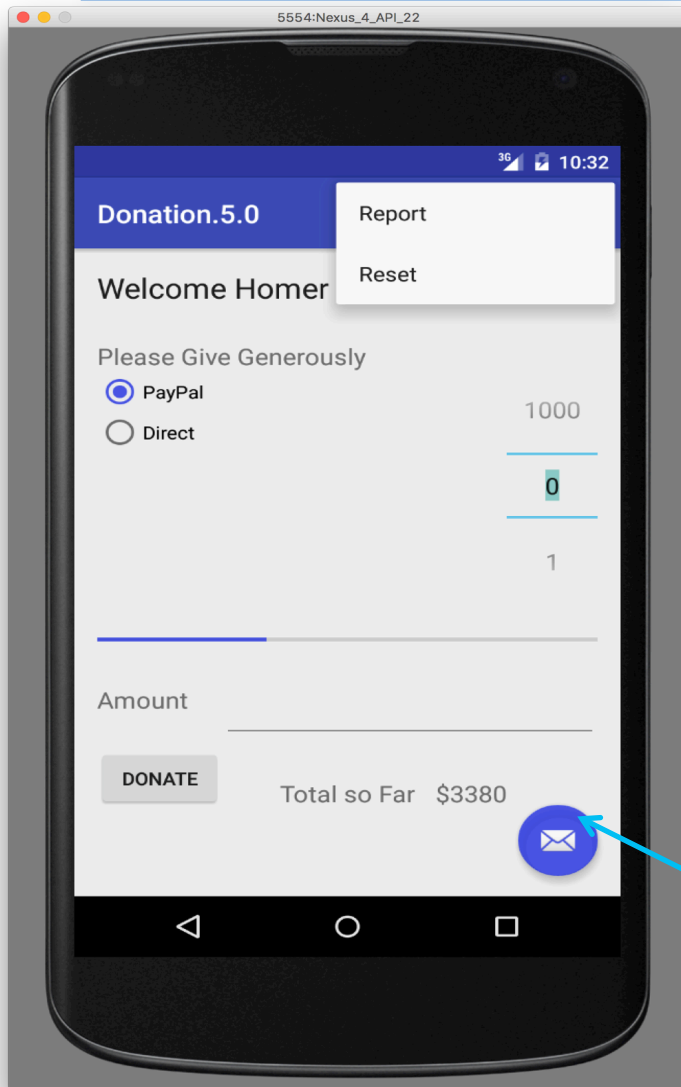 5554:Nexus_4_API_22
3G 10:32
Donation.5.0
Report
Welcome Homer
Reset
Please Give Generously
PayPal
1000
Direct
0
1
Amount
DONATE
Total so Far $3380